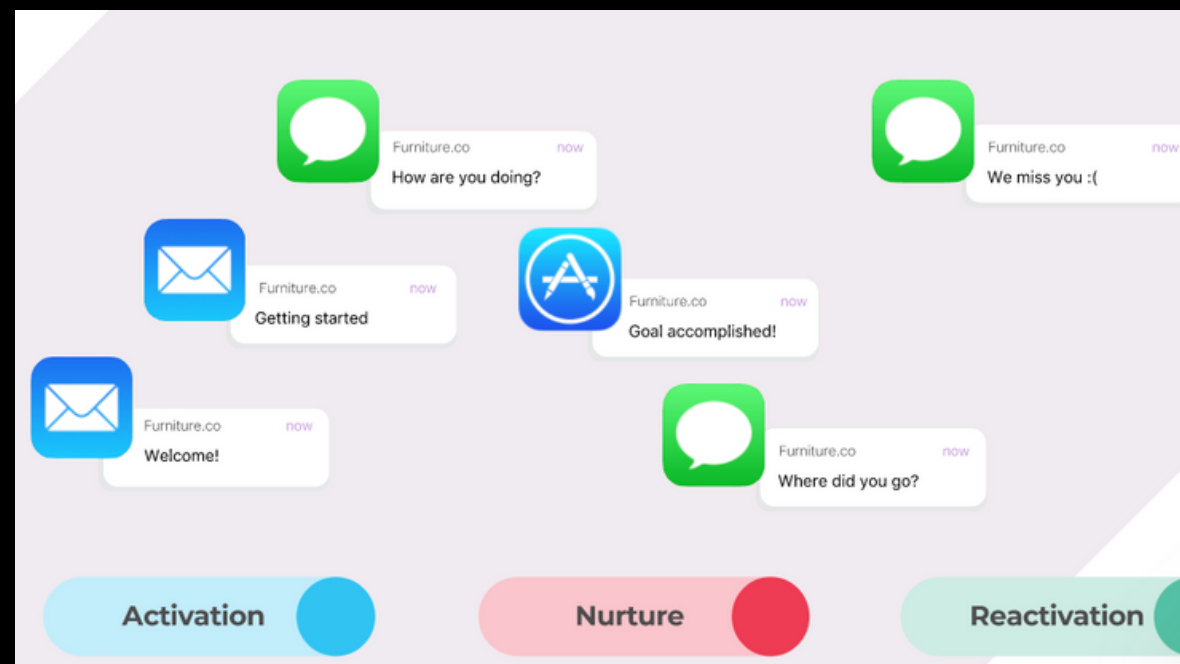 Furniture.co now
How are you doing?
Furniture.co now
We miss you :(
Furniture.co now
Getting started
Furniture.co now
Goal accomplished!
Furniture.co now
Welcome!
Furniture.co now
Where did you go?
Activation
Nurture
Reactivation